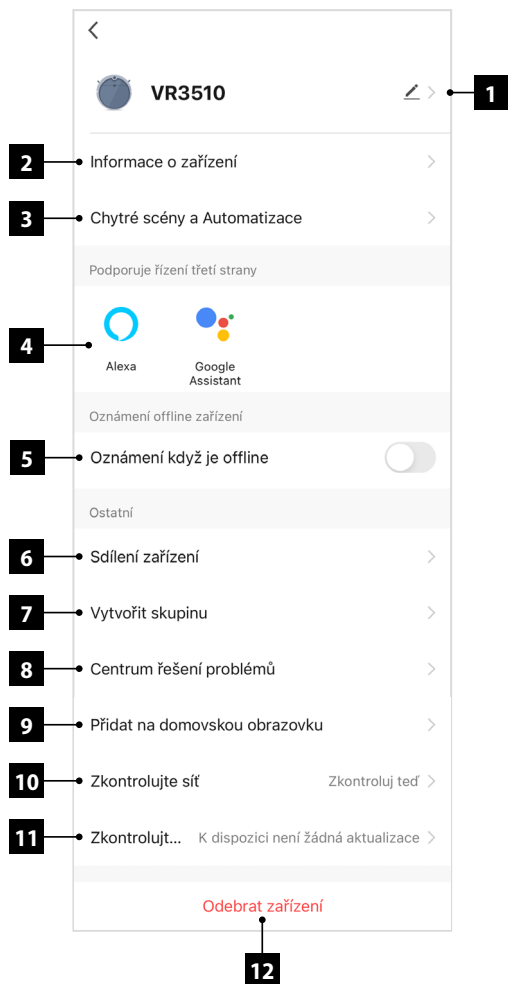 VR3510
1
2
Informace o zařízení
3
Chytré scény a Automatizace
Podporuje řízení třetí strany
4
Alexa
Google
Assistant
Oznámení offline zařízení
5
Oznámení když je offline
Ostatní
6
Sdílení zařízení
7
Vytvořit skupinu
8
Centrum řešení problémů
9
Přidat na domovskou obrazovku
10
Zkontrolujte síť
Zkontroluj teď
11
Zkontrolujt...
K dispozici není žádná aktualizace
Odebrat zařízení
12